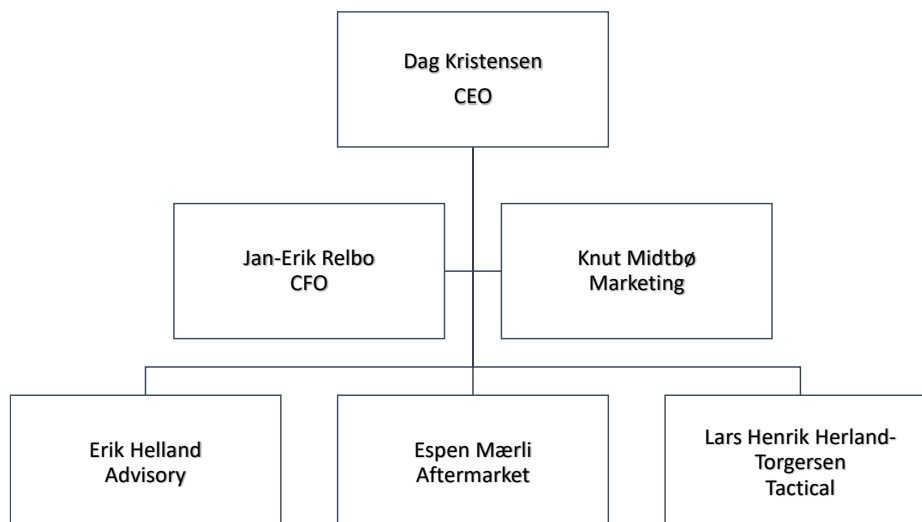 Dag Kristensen
CEO
Jan-Erik Relbo
CFO
Knut Midtbø
Marketing
Erik Helland
Advisory
Espen Mærli
Aftermarket
Lars Henrik Herland-
Torgersen
Tactical